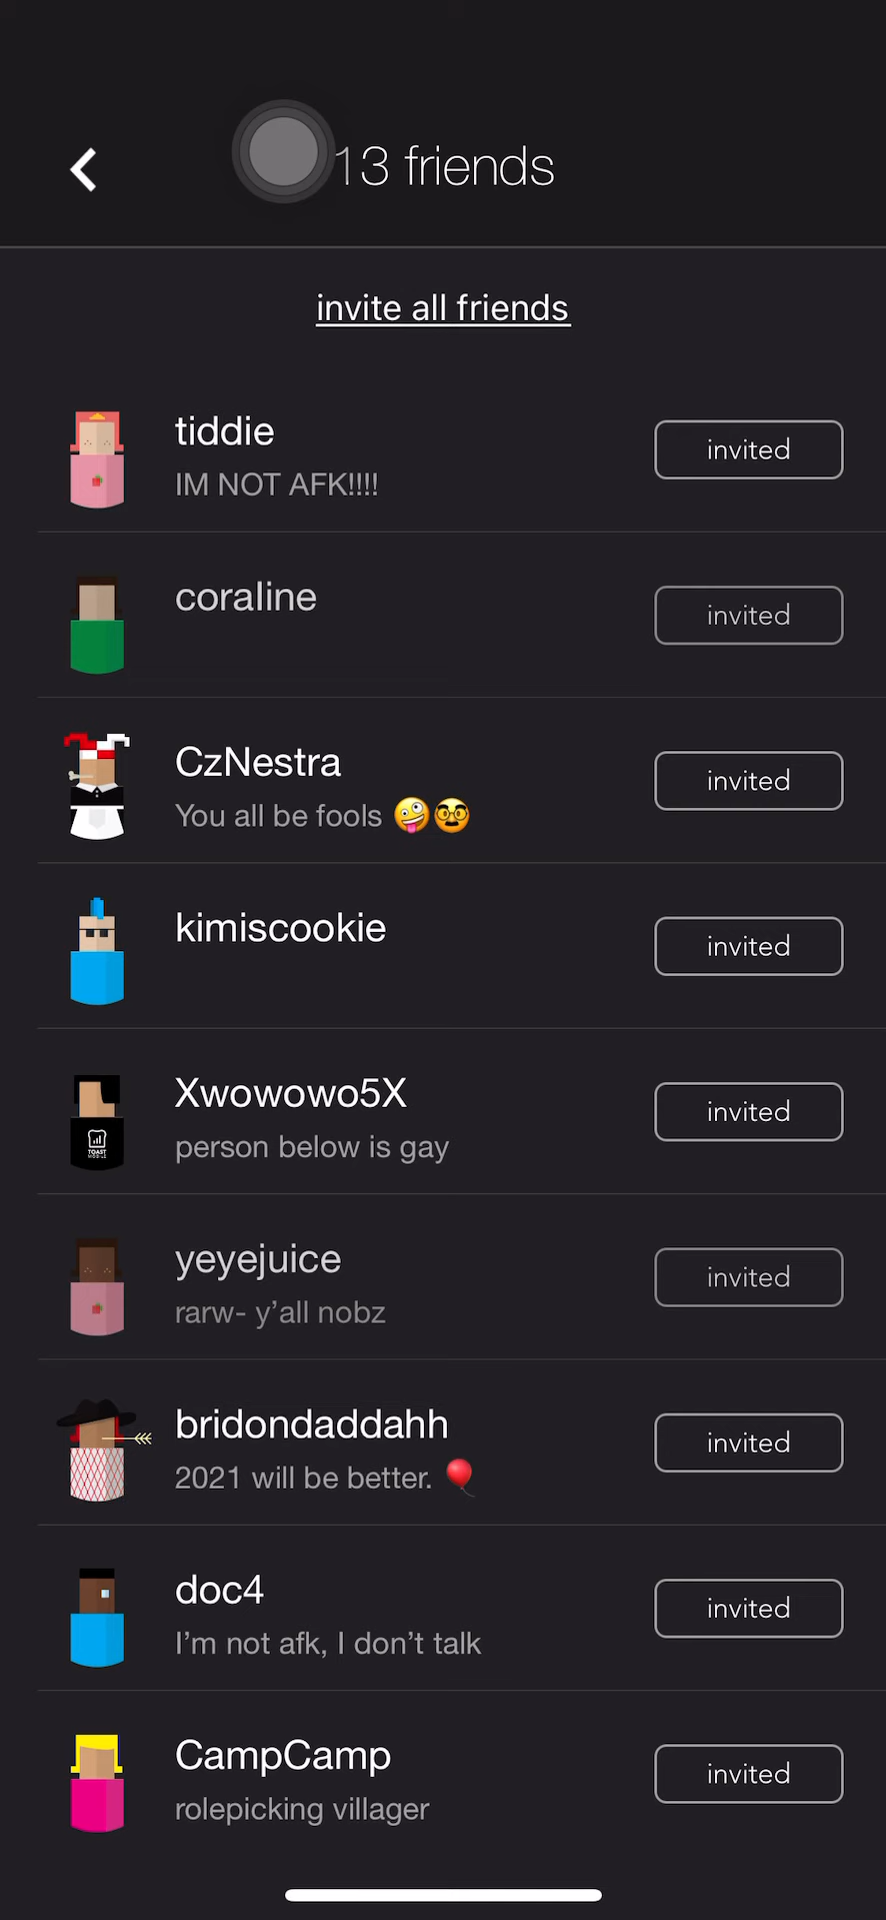 13 friends
invite all friends
tiddie
invited
IM NOT AFK!!!!
coraline
invited
CzNestra
invited
You all be fools 🤪🥸
kimiscookie
invited
Xwowowo5X
invited
person below is gay
TOAST
yeyejuice
invited
rarw- y’all nobz
bridondaddahh
invited
2021 will be better. 🎈
doc4
invited
I’m not afk, I don’t talk
CampCamp
invited
rolepicking villager